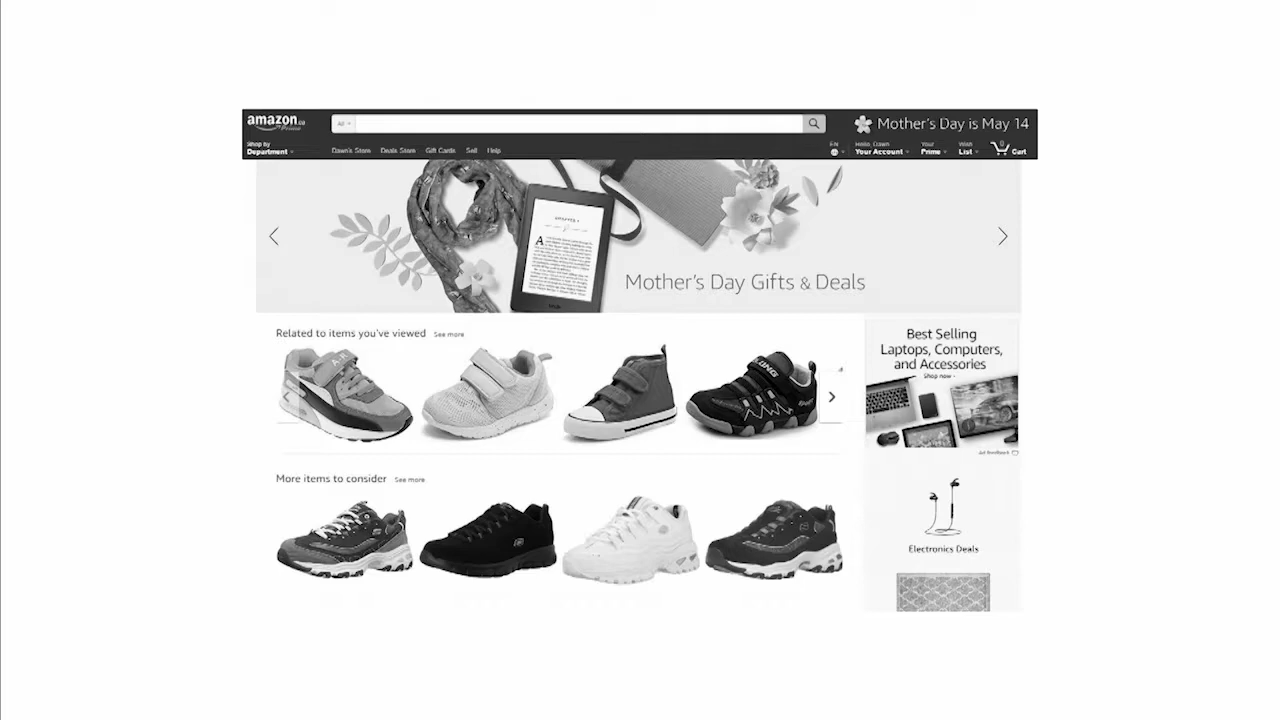 amazon.co
Prime
All
Mother's Day is May 14
Shop by
Department
Dawn's Store Deals Store Gift Cards Sell Help
EN
Hello, Dawn
Your Account
Your
Prime
Wish
List
0
Cart
Mother's Day Gifts & Deals
Related to items you've viewed See more
Best Selling
Laptops, Computers,
and Accessories
Shop now
More items to consider See more
Electronics Deals